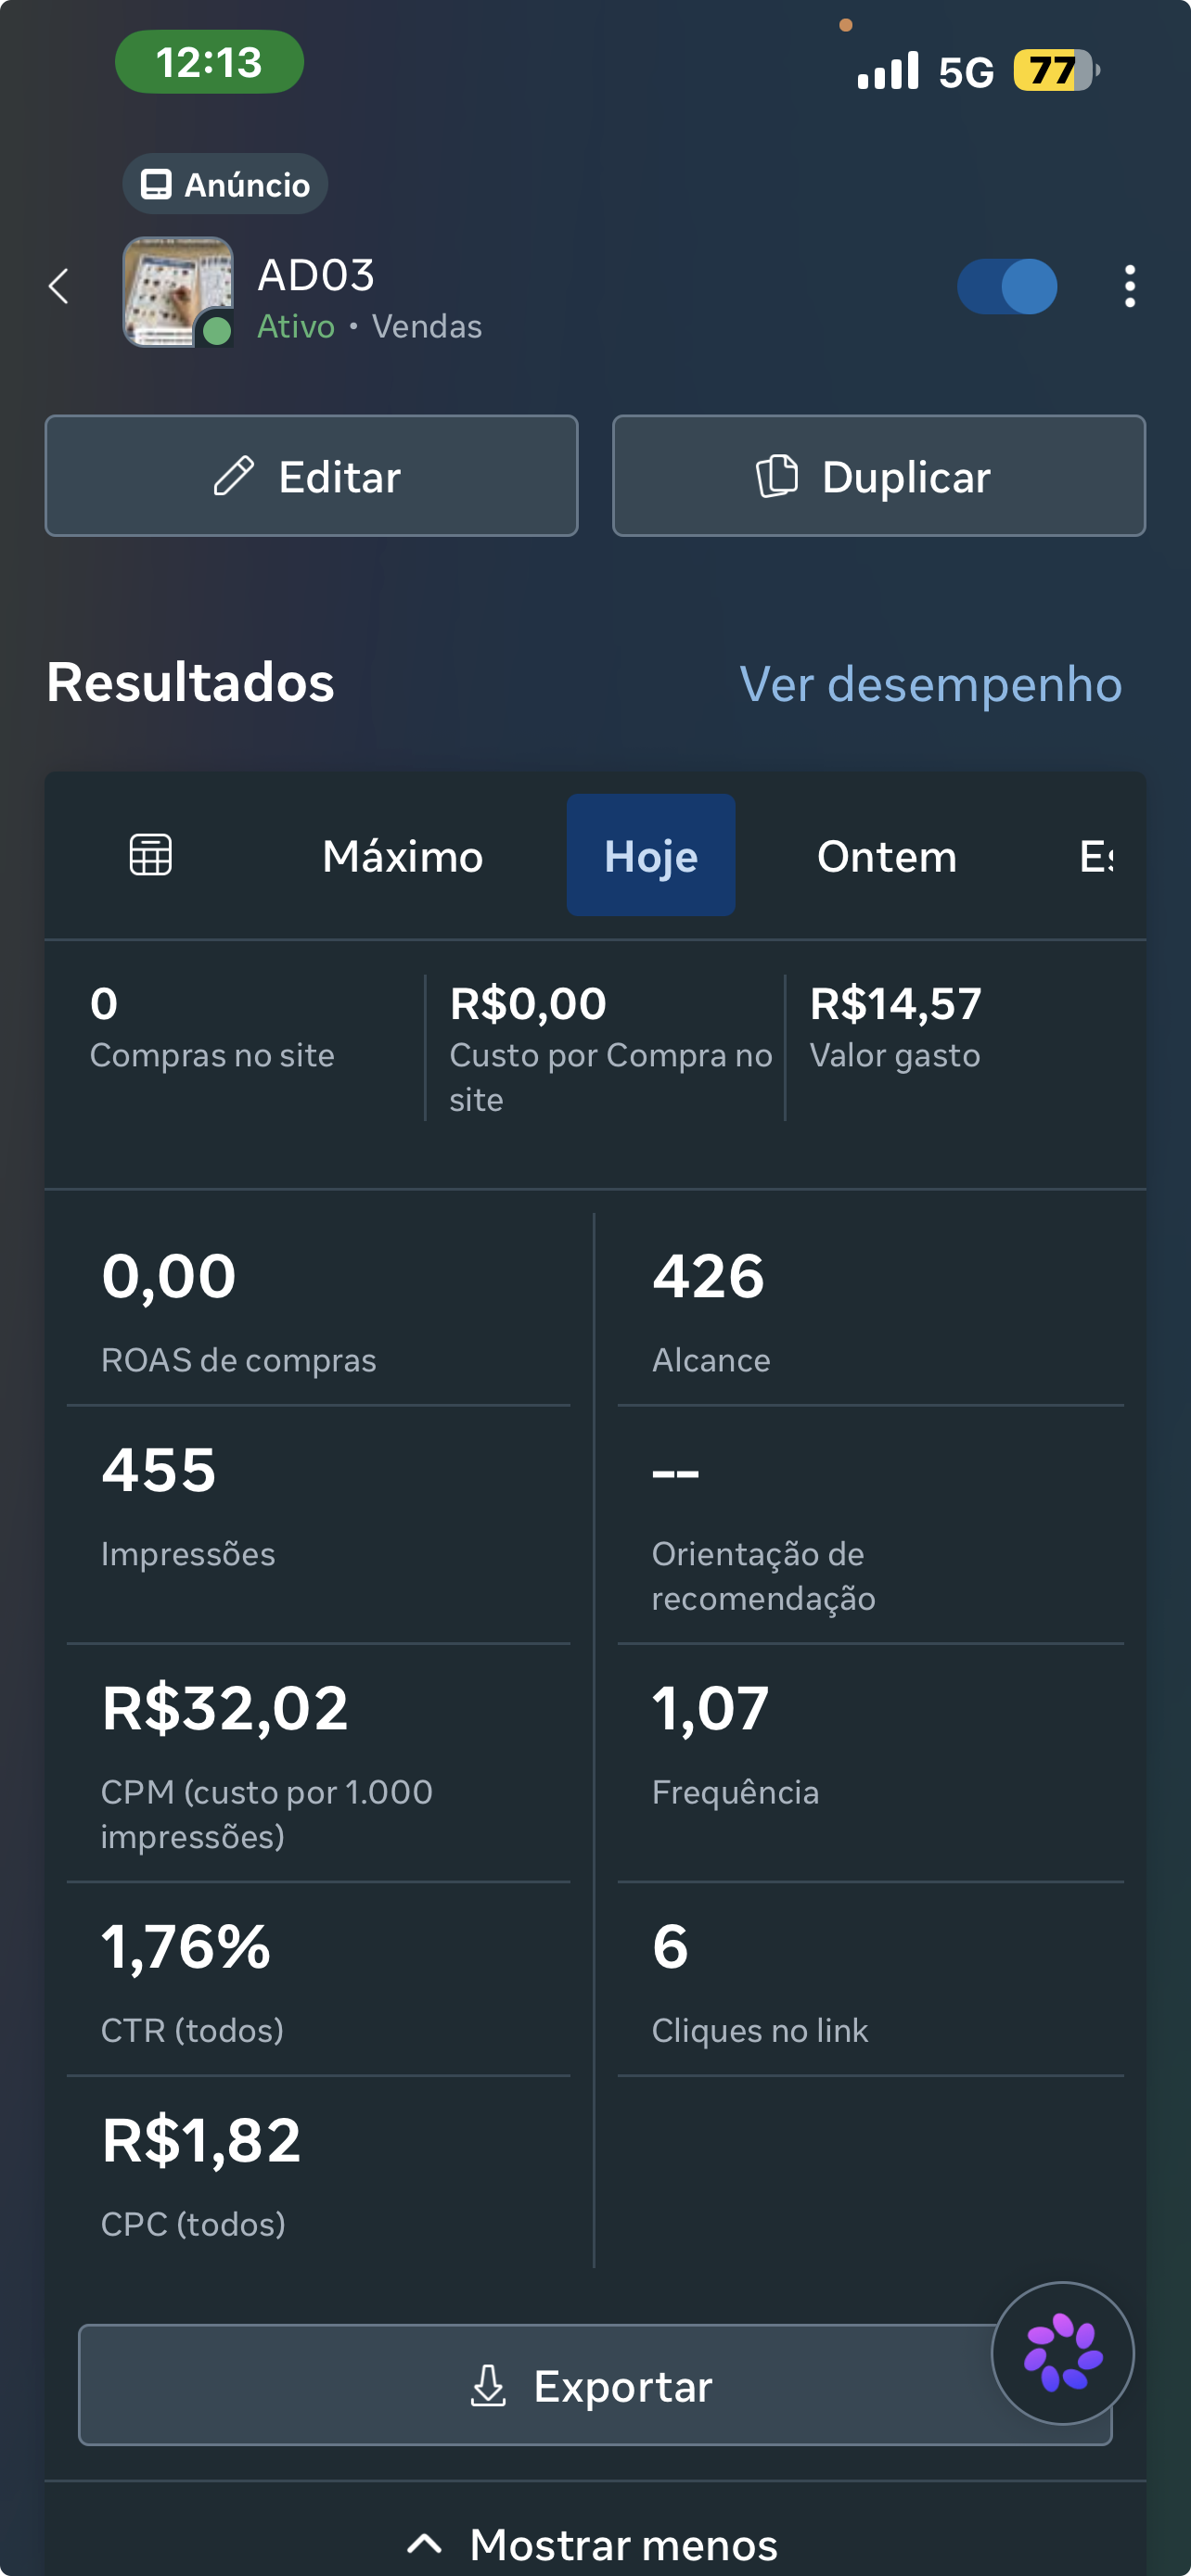 12:13
5G 77
Anúncio
AD03
Ativo • Vendas
Editar
Duplicar
Resultados
Ver desempenho
Máximo
Hoje
Ontem
Es
0
Compras no site
R$0,00
Custo por Compra no
site
R$14,57
Valor gasto
0,00
ROAS de compras
426
Alcance
455
Impressões
--
Orientação de
recomendação
R$32,02
CPM (custo por 1.000
impressões)
1,07
Frequência
1,76%
CTR (todos)
6
Cliques no link
R$1,82
CPC (todos)
Exportar
Mostrar menos